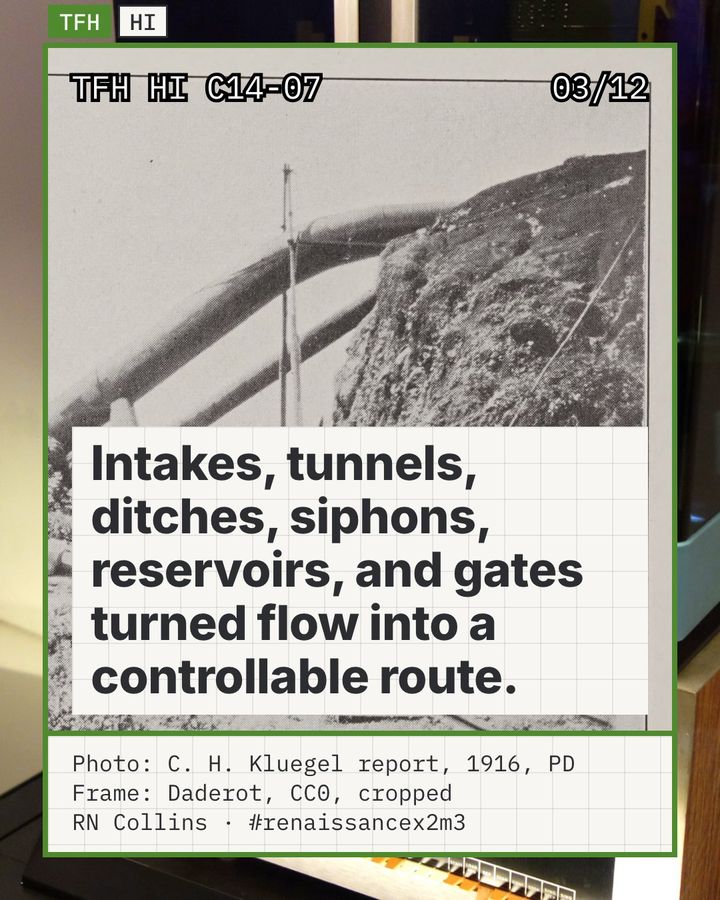 TFH HI
TFH HI C14-07 03/12
Intakes, tunnels,
ditches, siphons,
reservoirs, and gates
turned flow into a
controllable route.
Photo: C. H. Kluegel report, 1916, PD
Frame: Daderot, CC0, cropped
RN Collins · #renaissancex2m3